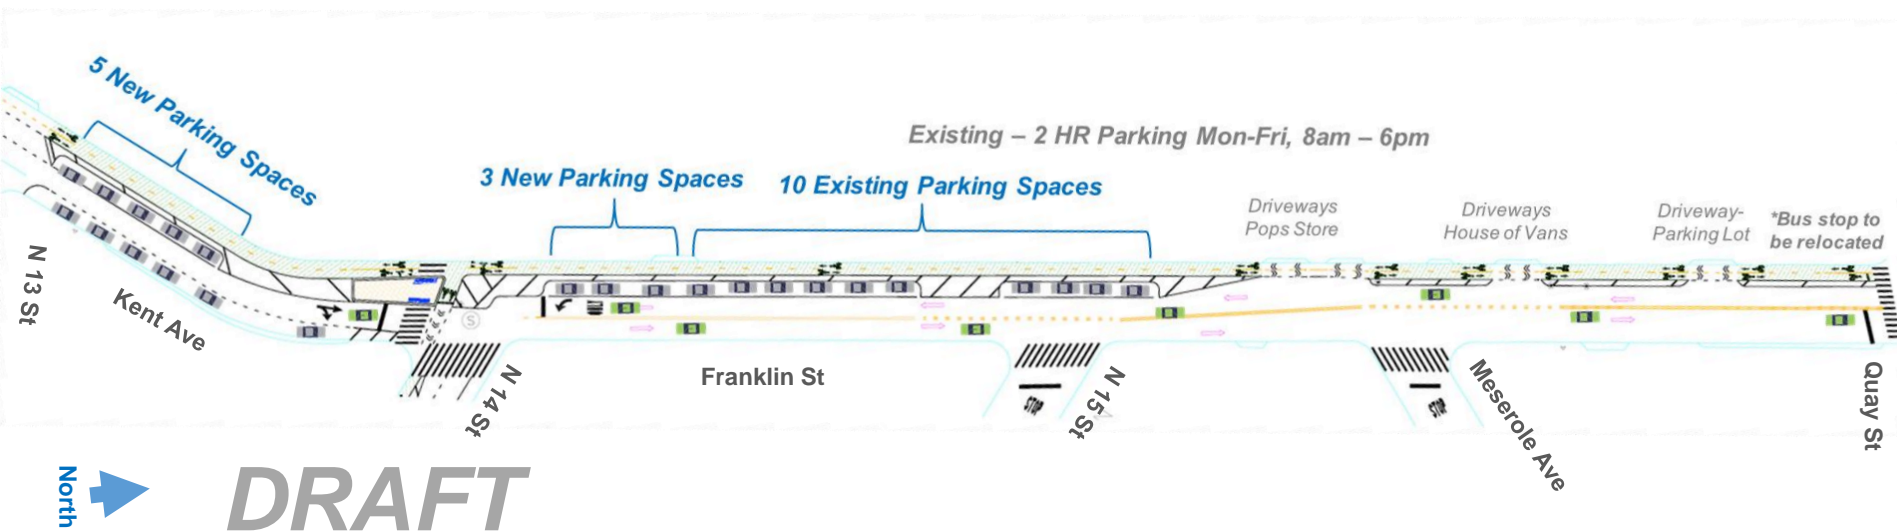 5 New Parking Spaces
Existing – 2 HR Parking Mon-Fri, 8am – 6pm
3 New Parking Spaces
10 Existing Parking Spaces
Driveways
Pops Store
Driveways
House of Vans
Driveway-
Parking Lot
*Bus stop to
be relocated
N 13 St
Kent Ave
S
Franklin St
N 14 St
STOP
N 15 St
STOP
Meserole Ave
Quay St
North
DRAFT